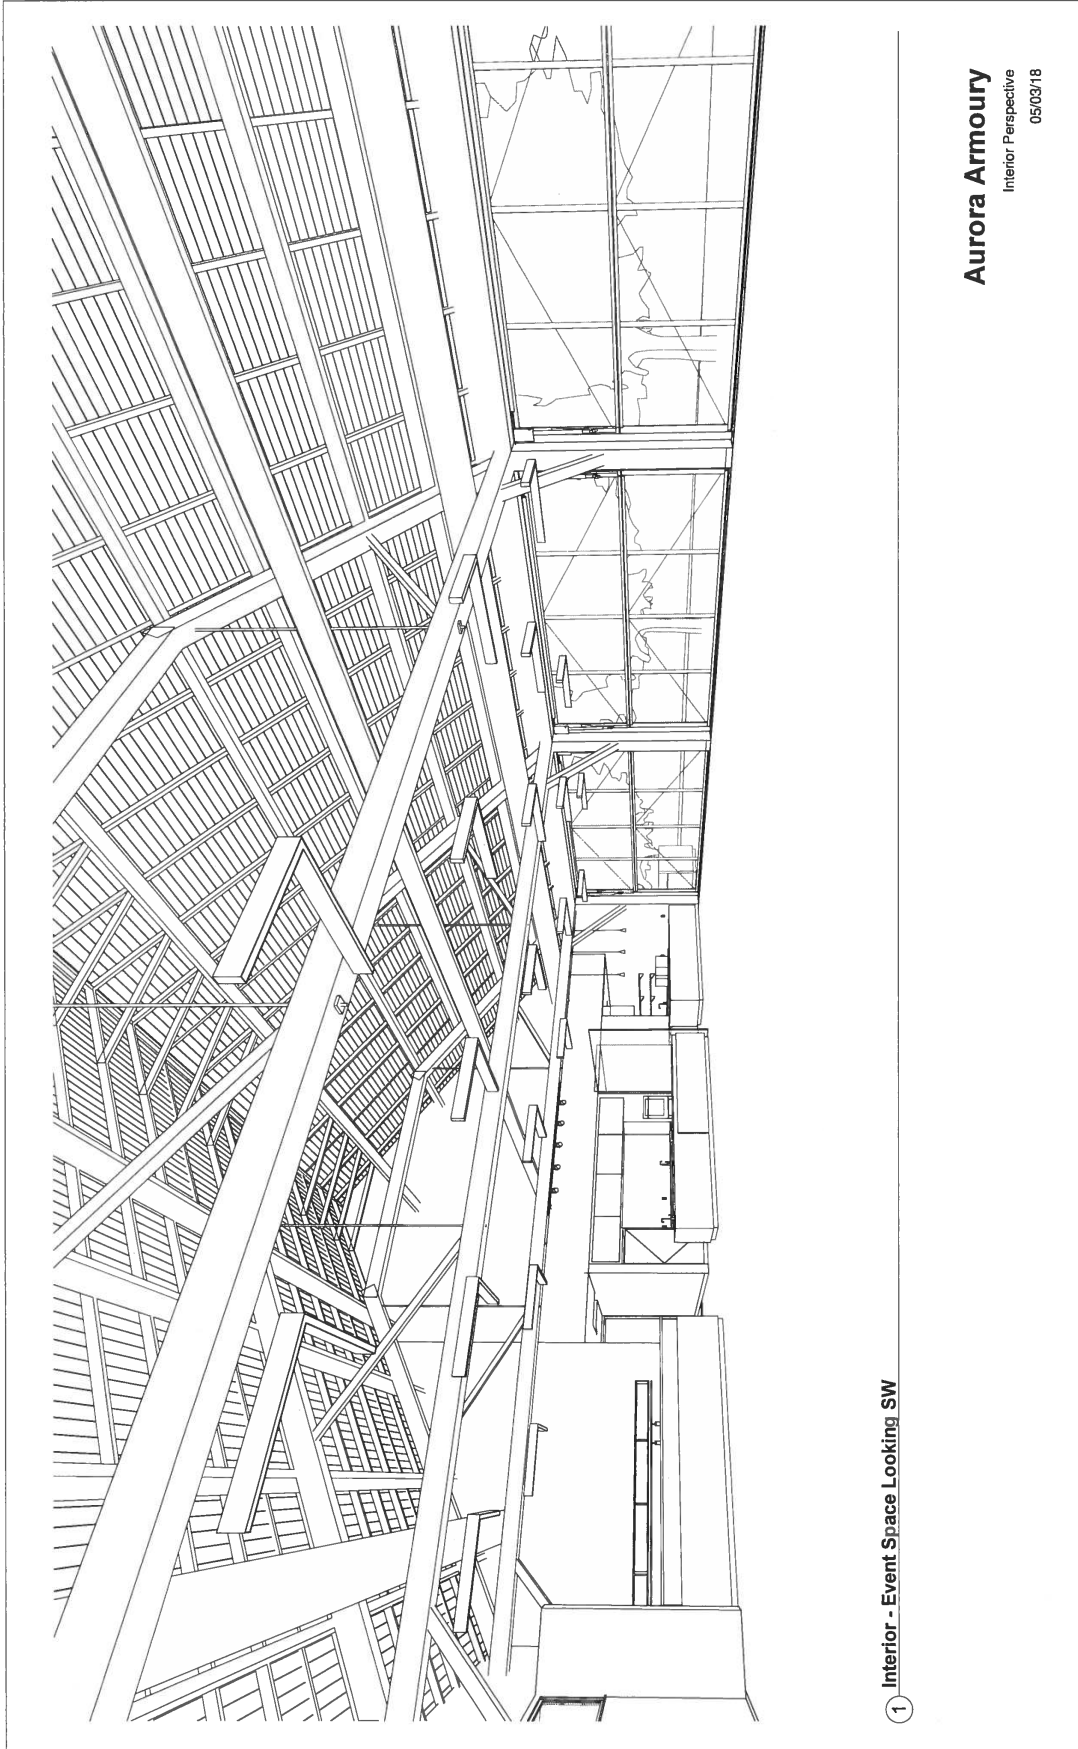 Aurora Armoury
Interior Perspective
05/03/18
1 Interior - Event Space Looking SW